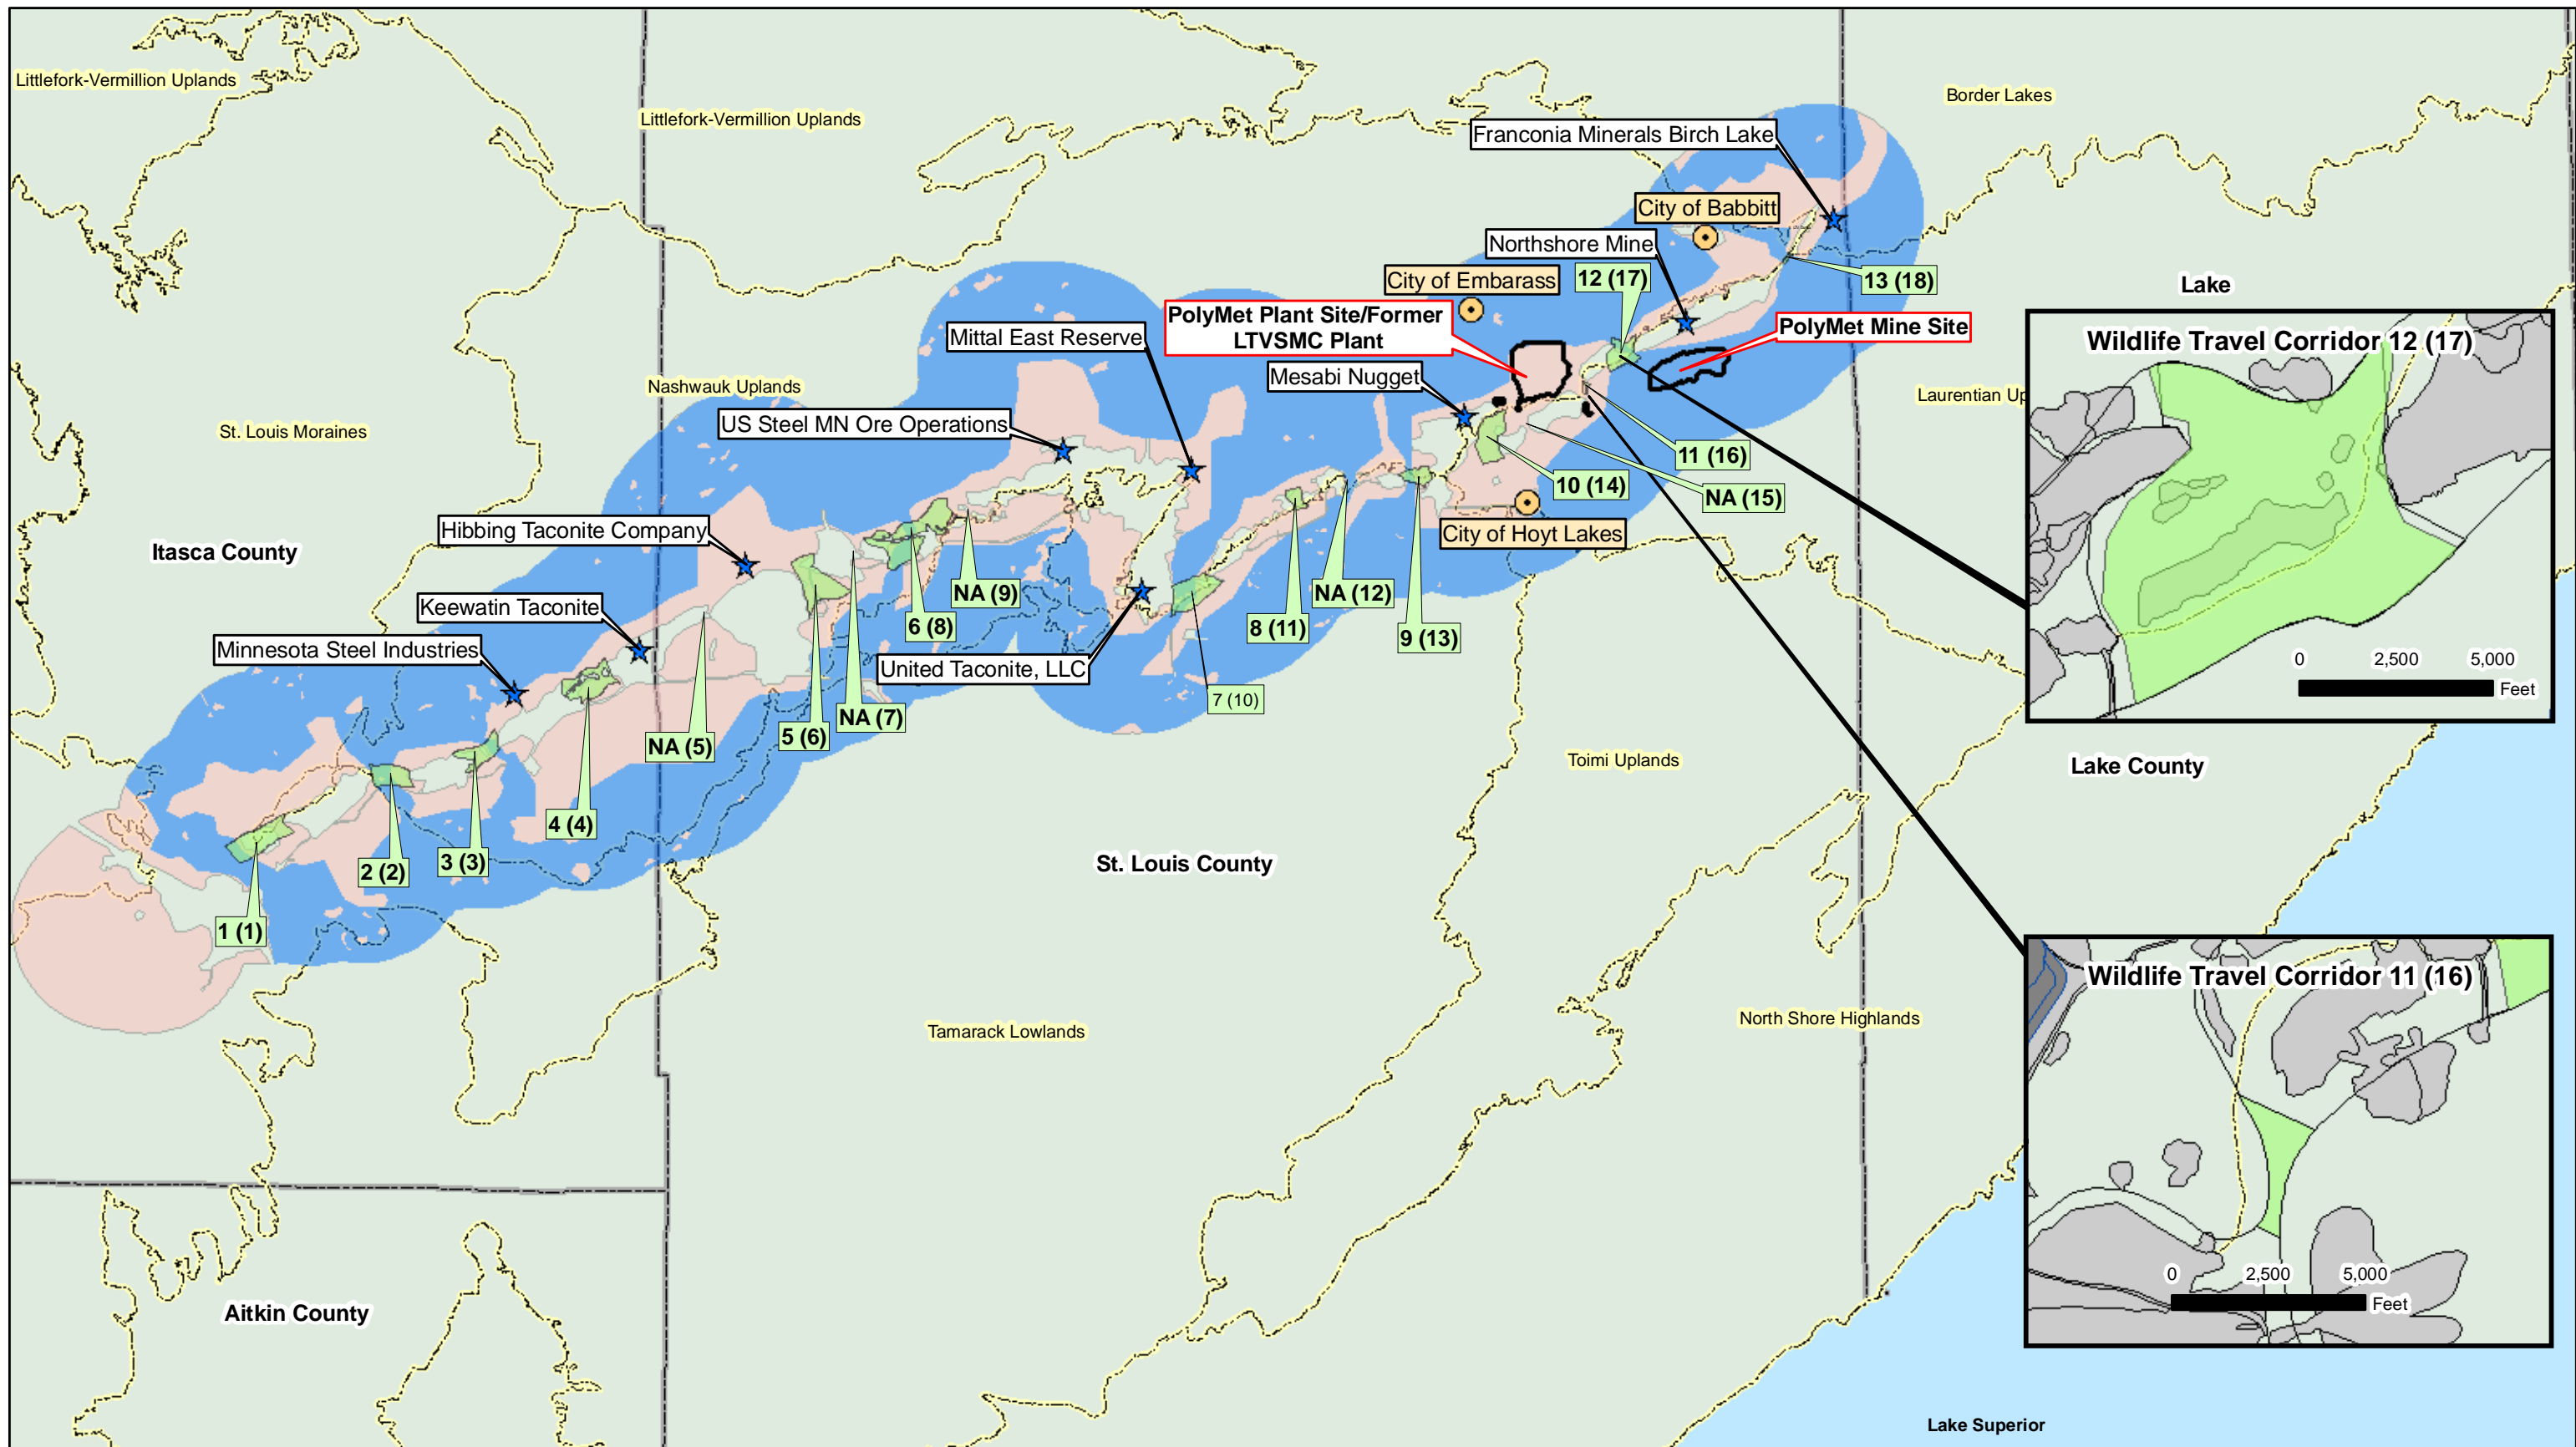 Littlefork-Vermillion Uplands
Littlefork-Vermillion Uplands
Border Lakes
Franconia Minerals Birch Lake
City of Babbitt
Northshore Mine
City of Embarass
12 (17)
13 (18)
Lake
PolyMet Plant Site/Former
LTVSMC Plant
PolyMet Mine Site
Mittal East Reserve
Mesabi Nugget
Nashwauk Uplands
Laurentian Up
US Steel MN Ore Operations
St. Louis Moraines
11 (16)
10 (14)
NA (15)
City of Hoyt Lakes
Hibbing Taconite Company
Itasca County
NA (9)
NA (12)
6 (8)
8 (11)
9 (13)
Keewatin Taconite
Minnesota Steel Industries
United Taconite, LLC
7 (10)
NA (7)
5 (6)
NA (5)
4 (4)
3 (3)
2 (2)
1 (1)
Toimi Uplands
Lake County
St. Louis County
Tamarack Lowlands
North Shore Highlands
Aitkin County
Lake Superior
Wildlife Travel Corridor 12 (17)
0 2,500 5,000
Feet
Wildlife Travel Corridor 11 (16)
0 2,500 5,000
Feet